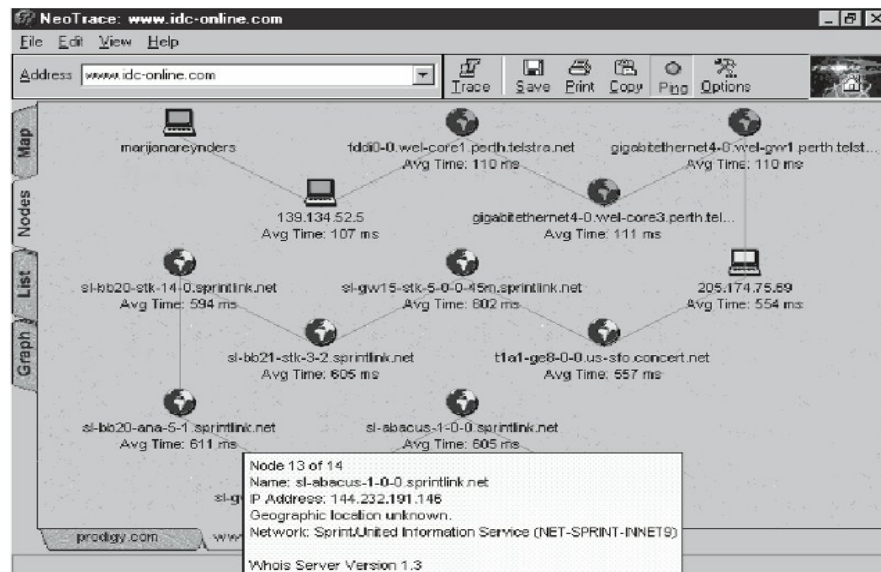 NeoTrace: www.idc-online.com
File Edit View Help
Address www.idc-online.com
Trace Save Print Copy Ping Options
Map
Nodes
List
Graph
marijanareynders
fddi0-0.wel-core1.perth.telstra.net
Avg Time: 110 ms
gigabitethernet4-0.wel-gw1.perth.telst...
Avg Time: 110 ms
139.134.52.5
Avg Time: 107 ms
gigabitethernet4-0.wel-core3.perth.tel...
Avg Time: 111 ms
sl-bb20-stk-14-0.sprintlink.net
Avg Time: 594 ms
sl-gw15-stk-5-0-0-45m.sprintlink.net
Avg Time: 602 ms
205.174.75.69
Avg Time: 554 ms
sl-bb21-stk-3-2.sprintlink.net
Avg Time: 605 ms
t1a1-ge8-0-0.us-sfo.concert.net
Avg Time: 557 ms
sl-bb20-ana-5-1.sprintlink.net
Avg Time: 611 ms
sl-abacus-1-0-0.sprintlink.net
Avg Time: 605 ms
Node 13 of 14
Name: sl-abacus-1-0-0.sprintlink.net
sl-g
IP Address: 144.232.191.146
Geographic location unknown.
Network: Sprint/United Information Service (NET-SPRINT-INNET9)
Whois Server Version 1.3
prodigy.com
www